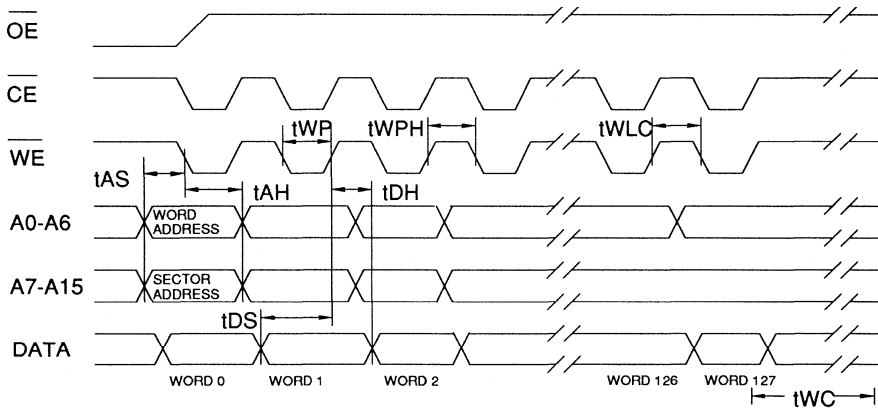 OE
CE
tWP tWPH tWLC
WE
tAS
tAH tDH
A0-A6 WORD ADDRESS
A7-A15 SECTOR ADDRESS
tDS
DATA
WORD 0 WORD 1 WORD 2 WORD 126 WORD 127
tWC